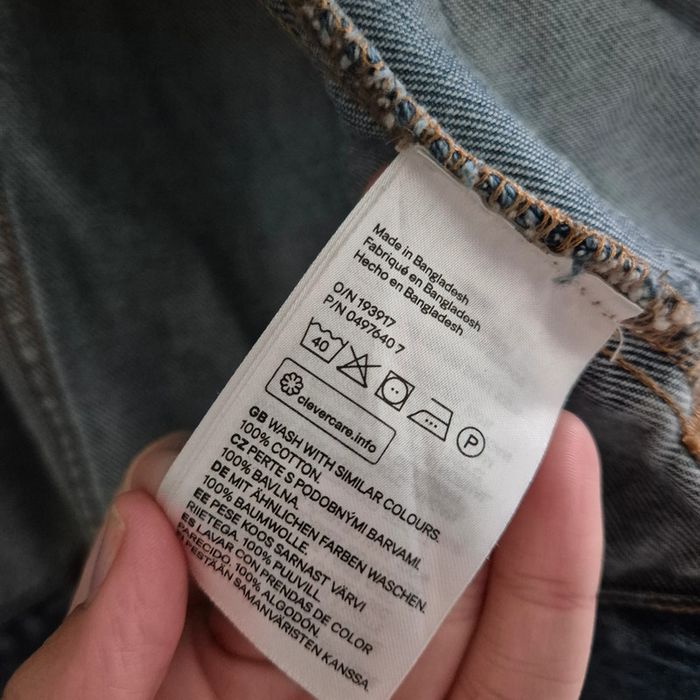 Made in Bangladesh
Fabriqué en Bangladesh
Hecho en Bangladesh
O/N 193917
P/N 0497640 7
40
P
clevercare.info
GB WASH WITH SIMILAR COLOURS.
100% COTTON.
CZ PERTE S PODOBNÝMI BARVAMI.
100% BAVLNA.
DE MIT ÄHNLICHEN FARBEN WASCHEN.
100% BAUMWOLLE.
EE PESE KOOS SARNAST VÄRVI
RIIETEGA. 100% PUUVILL
ES LAVAR CON PRENDAS DE COLOR
PARECIDO. 100% ALGODÓN.
PESTÄÄN SAMANVÄRISTEN KANSSA.